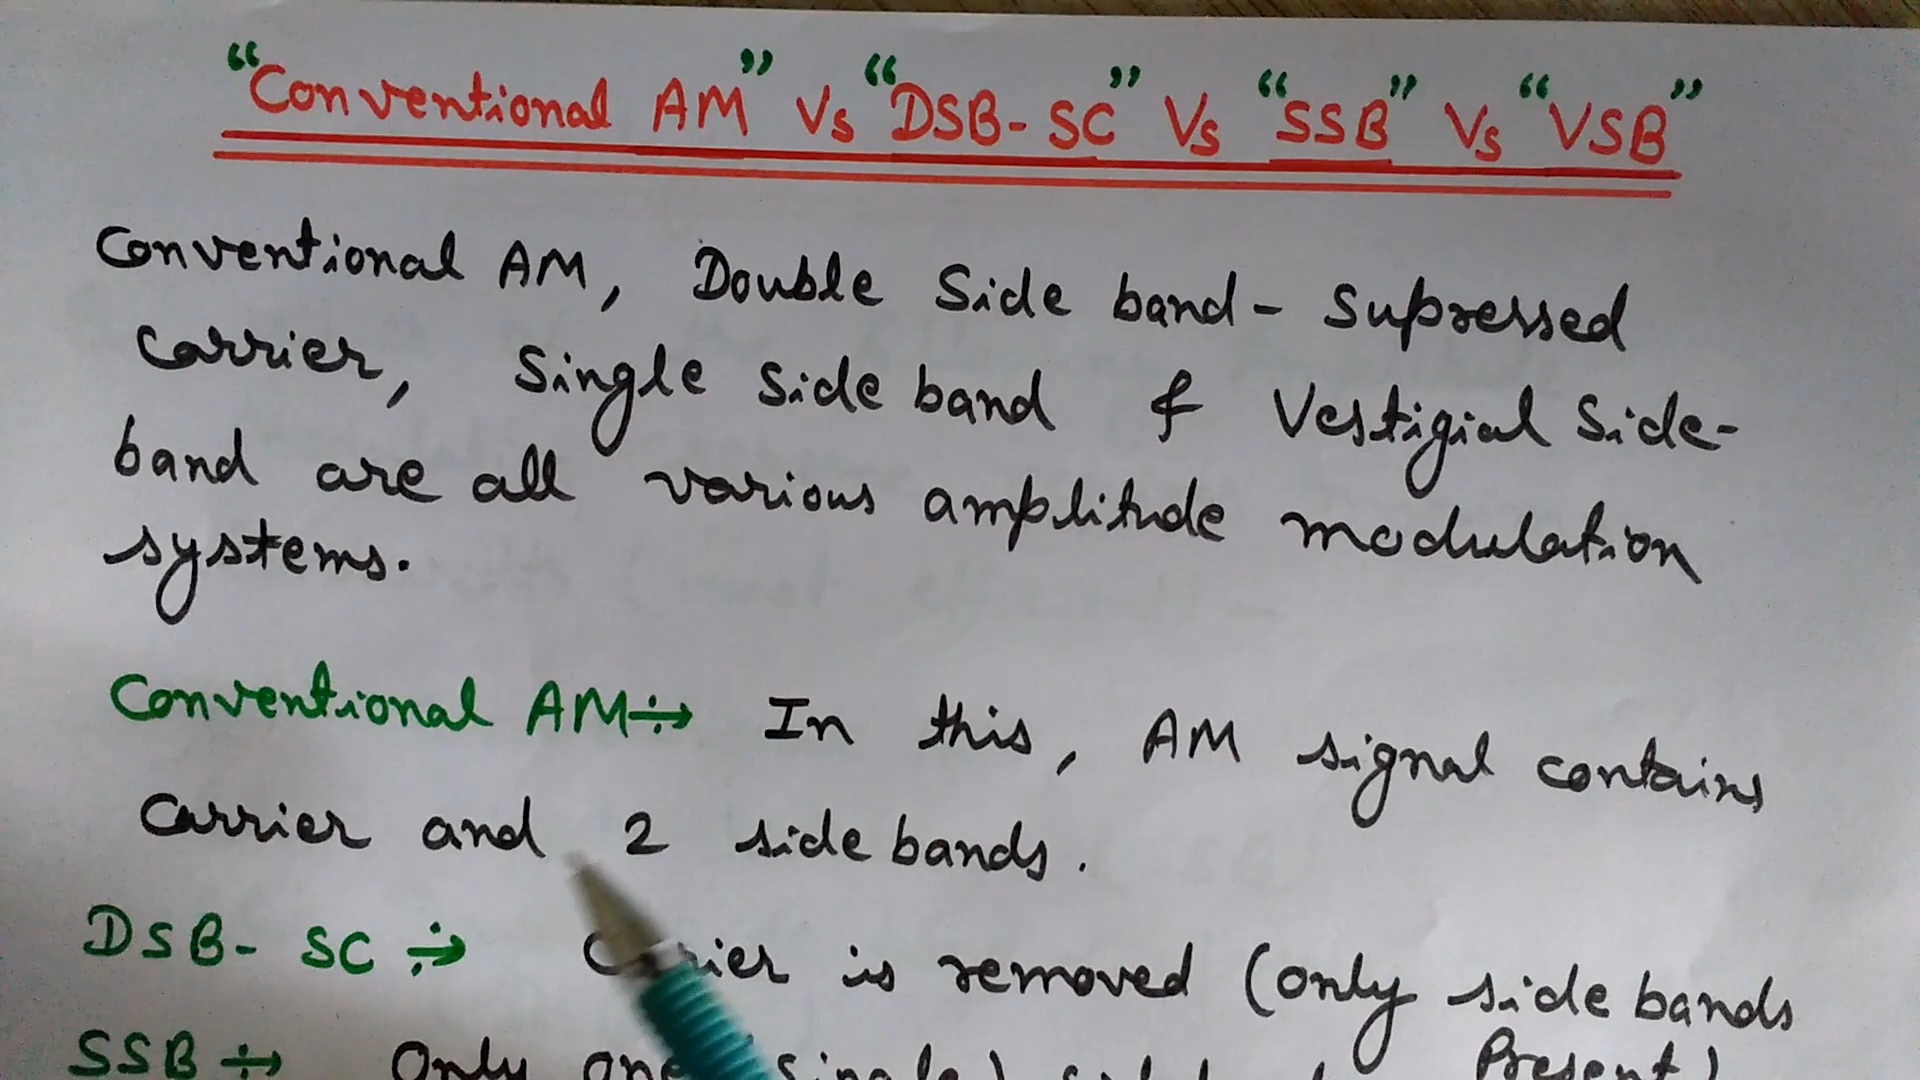 "Conventional AM" Vs "DSB-SC" Vs "SSB" Vs "VSB"
Conventional AM, Double Side band - Supressed
Carrier, Single Side band & Vestigial Side-
band are all various amplitude modulation
systems.
Conventional AM÷→ In this, AM signal contains
Carrier and 2 side bands.
DSB-SC÷→ is removed (only side bands
SSB÷→ Only Present)